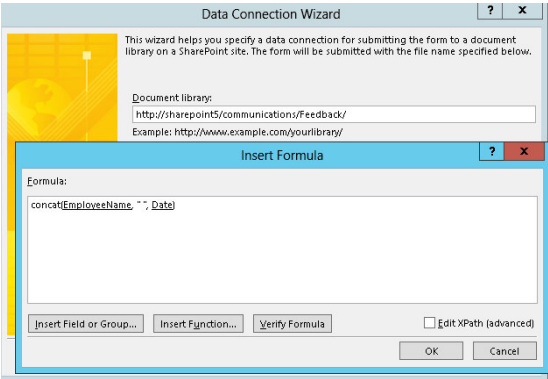 Data Connection Wizard
? x
This wizard helps you specify a data connection for submitting the form to a document
library on a SharePoint site. The form will be submitted with the file name specified below.
Document library:
http://sharepoint5/communications/Feedback/
Example: http://www.example.com/yourlibrary/
Insert Formula
? x
Formula:
concat(EmployeeName, " ", Date)
Insert Field or Group... Insert Function... Verify Formula Edit XPath (advanced)
OK Cancel